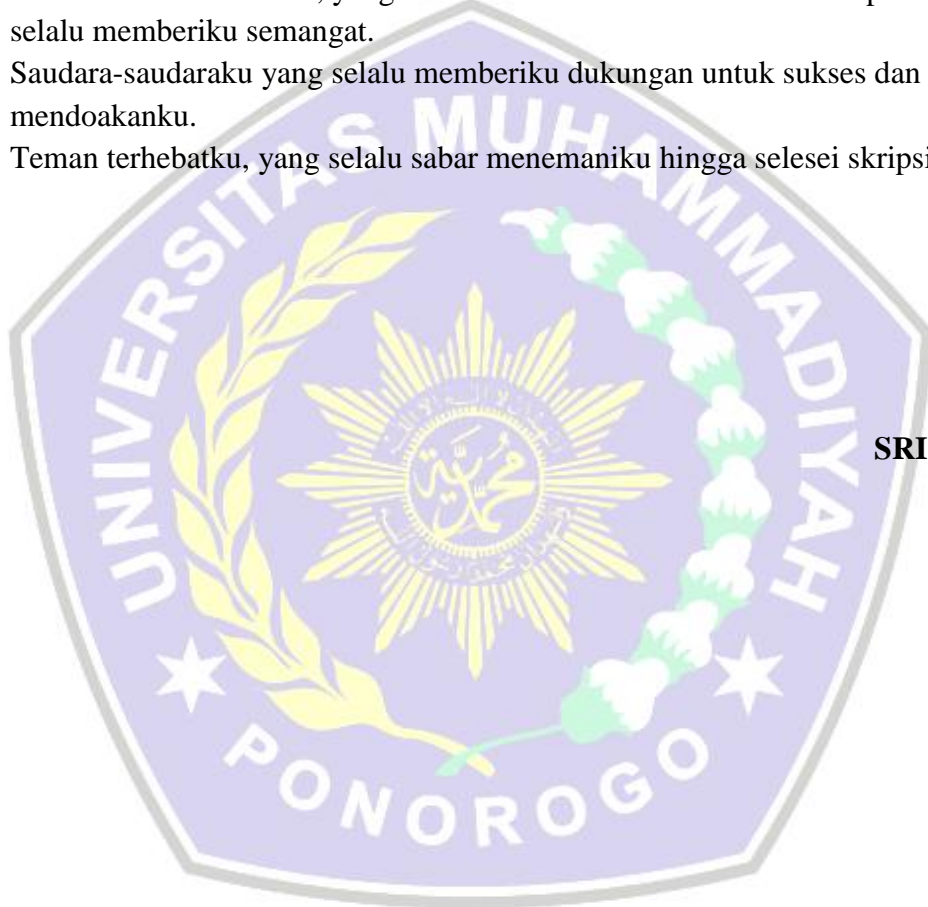 selalu memberiku semangat.
Saudara-saudaraku yang selalu memberiku dukungan untuk sukses dan
mendoakanku.
Teman terhebatku, yang selalu sabar menemaniku hingga selesei skripsi
SRI
UNIVERSITAS MUHAMMADIYAH
PONOROGO
محمدية